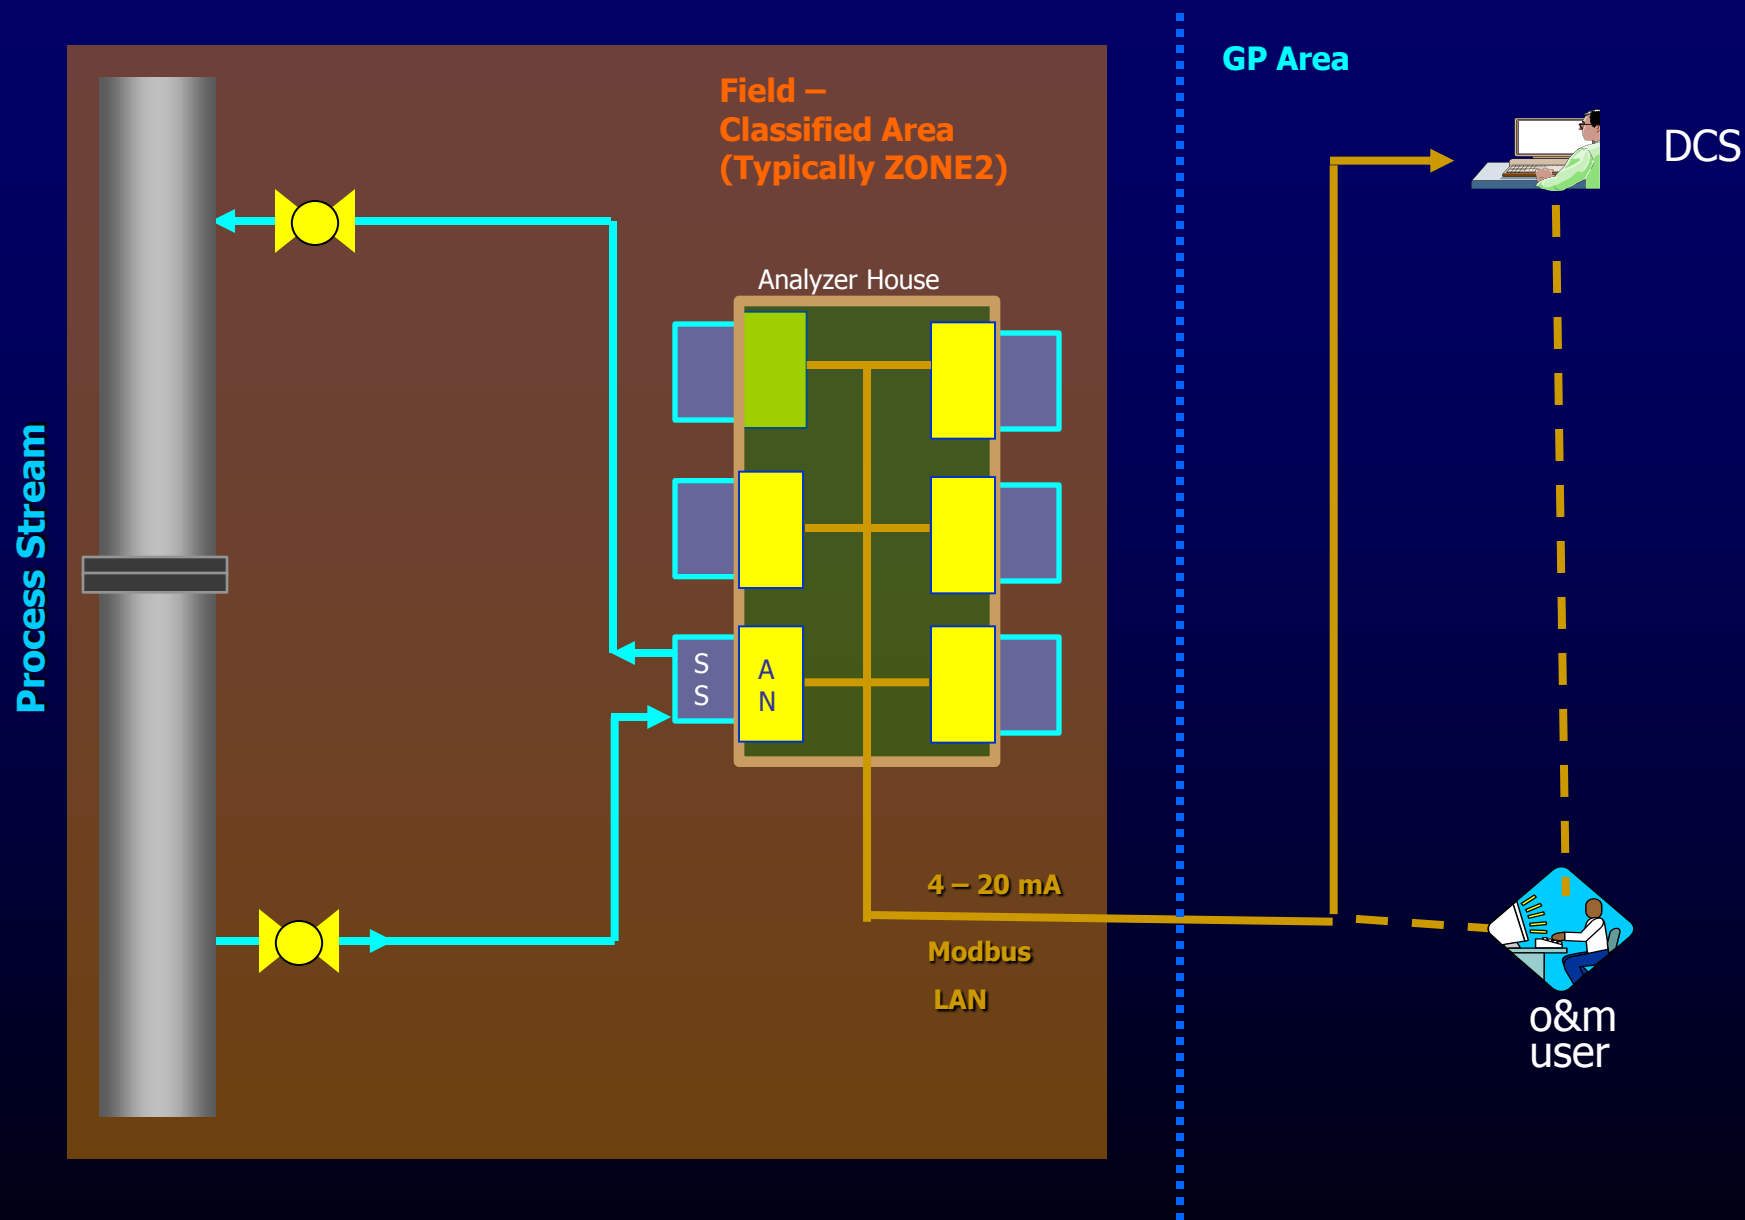 GP Area
Field –
Classified Area
(Typically ZONE2)
DCS
Analyzer House
Process Stream
S
S
A
N
4 – 20 mA
Modbus
LAN
o&m
user